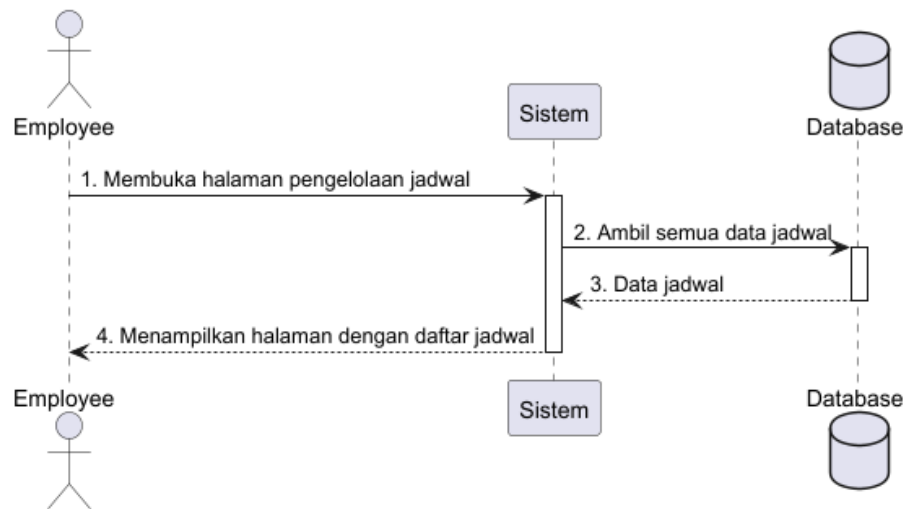 Employee
Sistem
Database
1. Membuka halaman pengelolaan jadwal
2. Ambil semua data jadwal
3. Data jadwal
4. Menampilkan halaman dengan daftar jadwal
Employee
Sistem
Database